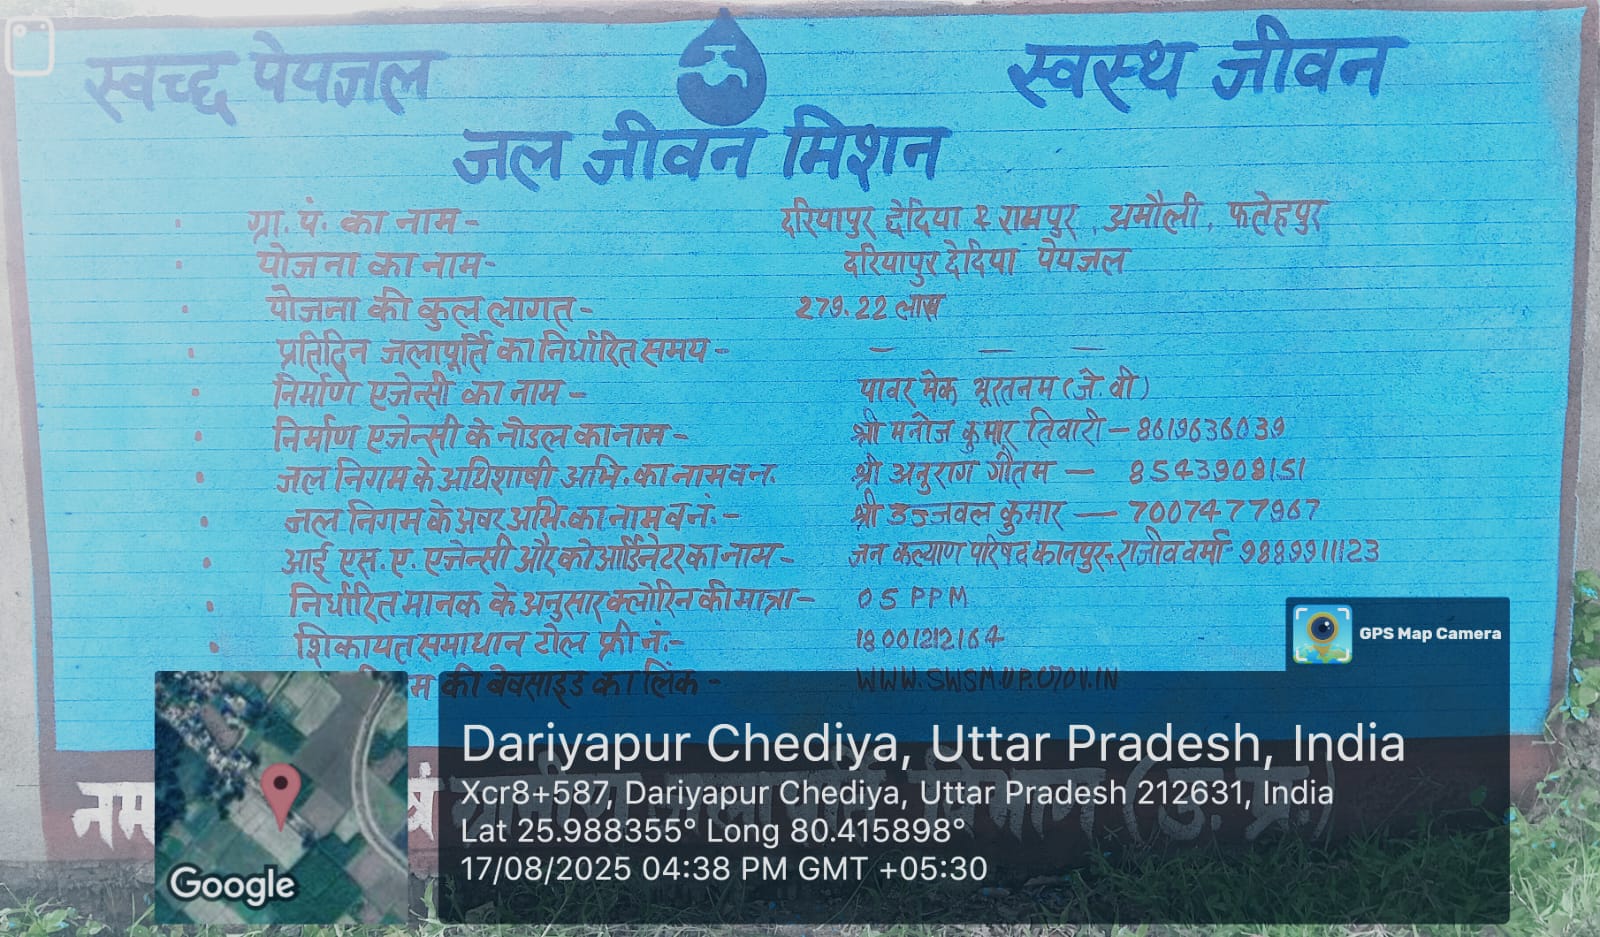 स्वच्छ पेयजल
स्वस्थ जीवन
जल जीवन मिशन
ग्रा. पं. का नाम- दरियापुर छेदिया & रामपुर, अमौली, फतेहपुर
योजना का नाम- दरियापुर छेदिया पेयजल
योजना की कुल लागत- 279.22 लाख
प्रतिदिन जलापूर्ति का निर्धारित समय- — — —
निर्माण एजेन्सी का नाम- पावर मेक भूरतनम (जे. वी)
निर्माण एजेन्सी के नोडल का नाम- श्री मनोज कुमार तिवारी - 8619636039
जल निगम के अधिशाषी अभि. का नाम व नं. श्री अनुराग गौतम — 8543909151
जल निगम के अवर अभि. का नाम व नं:- श्री उज्जवल कुमार — 7007477967
आई एस. ए. एजेन्सी और कोआर्डिनेटर का नाम- जन कल्याण परिषद कानपुर, राजीव वर्मा- 9889911123
निर्धारित मानक के अनुसार क्लोरिन की मात्रा- 05 PPM
शिकायत समाधान टोल फ्री नं:- 18001212164
की वेबसाइड का लिंक- WWW.SWSM.UP.GOV.IN
GPS Map Camera
Dariyapur Chediya, Uttar Pradesh, India
Xcr8+587, Dariyapur Chediya, Uttar Pradesh 212631, India
Lat 25.988355° Long 80.415898°
17/08/2025 04:38 PM GMT +05:30
Google
(उ. प्र.)